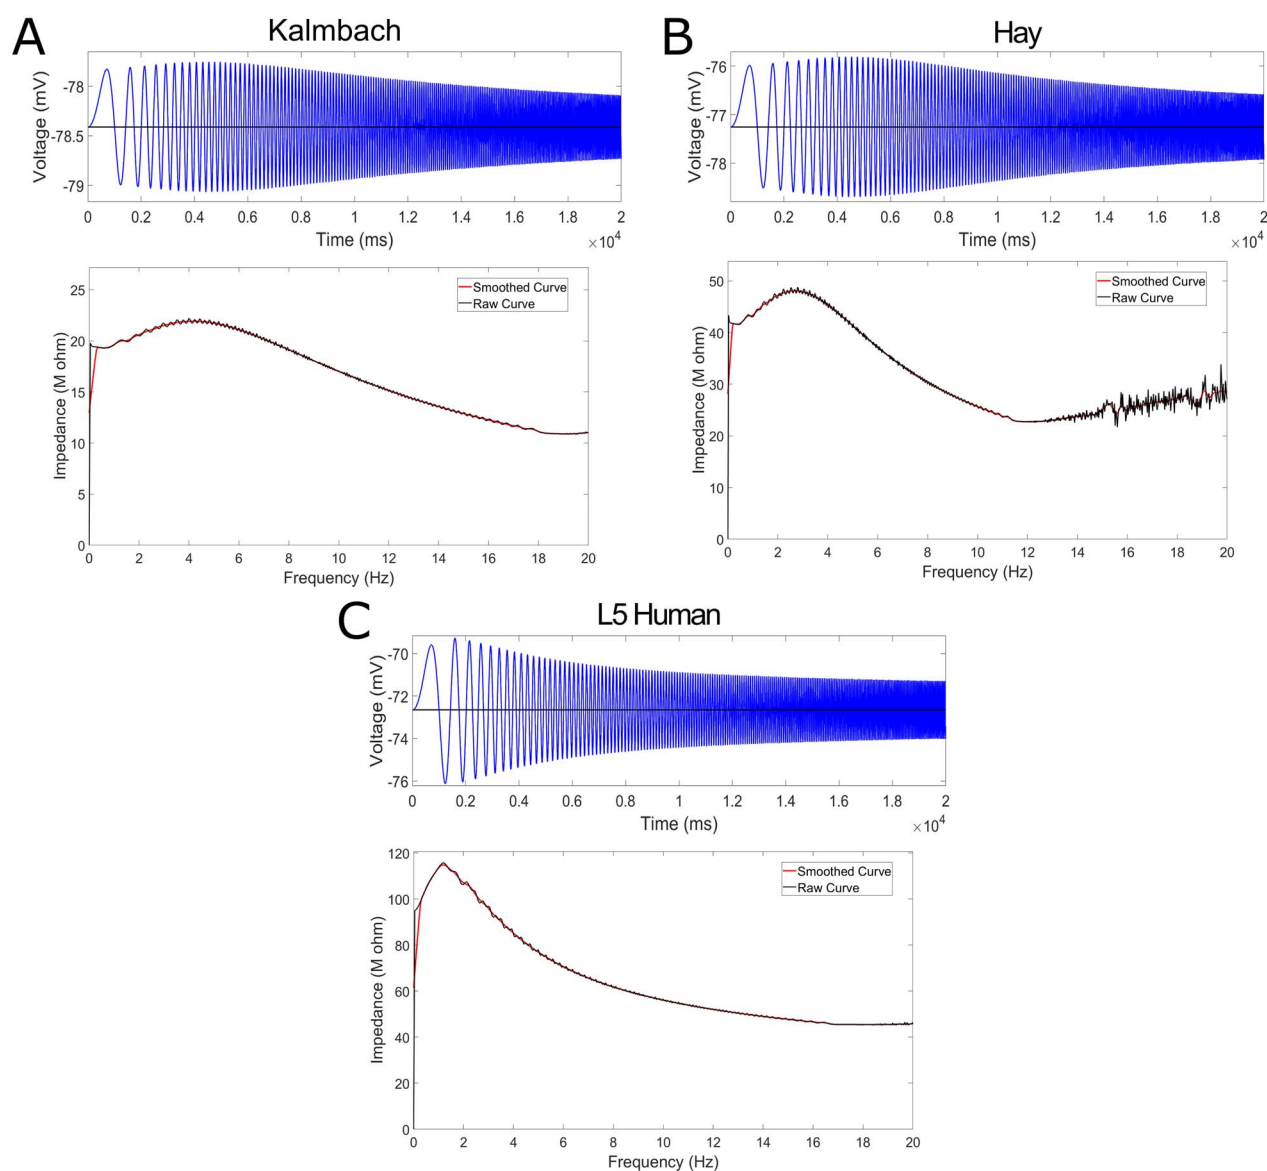 A
Kalmbach
Voltage (mV)
-78
-78.5
-79
0 0.2 0.4 0.6 0.8 1 1.2 1.4 1.6 1.8 2
Time (ms)
×10⁴
Impedance (M ohm)
25
20
15
10
5
0
Smoothed Curve
Raw Curve
0 2 4 6 8 10 12 14 16 18 20
Frequency (Hz)
B
Hay
Voltage (mV)
-76
-77
-78
0 0.2 0.4 0.6 0.8 1 1.2 1.4 1.6 1.8 2
Time (ms)
×10⁴
Impedance (M ohm)
50
40
30
20
10
0
Smoothed Curve
Raw Curve
0 2 4 6 8 10 12 14 16 18 20
Frequency (Hz)
C
L5 Human
Voltage (mV)
-70
-72
-74
-76
0 0.2 0.4 0.6 0.8 1 1.2 1.4 1.6 1.8 2
Time (ms)
×10⁴
Impedance (M ohm)
120
100
80
60
40
20
0
Smoothed Curve
Raw Curve
0 2 4 6 8 10 12 14 16 18 20
Frequency (Hz)